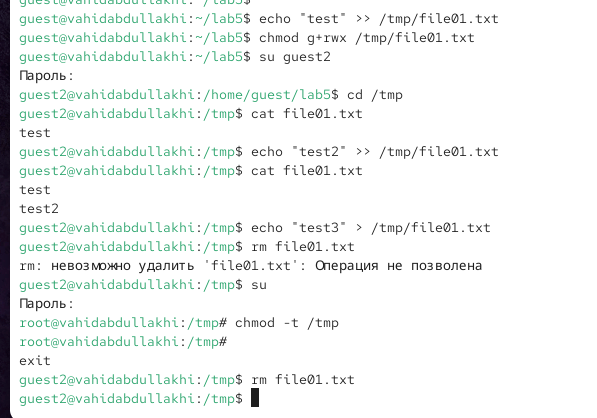 guest@vahidabdullakhi:~/lab5$
guest@vahidabdullakhi:~/lab5$ echo "test" >> /tmp/file01.txt
guest@vahidabdullakhi:~/lab5$ chmod g+rwx /tmp/file01.txt
guest@vahidabdullakhi:~/lab5$ su guest2
Пароль:
guest2@vahidabdullakhi:/home/guest/lab5$ cd /tmp
guest2@vahidabdullakhi:/tmp$ cat file01.txt
test
guest2@vahidabdullakhi:/tmp$ echo "test2" >> /tmp/file01.txt
guest2@vahidabdullakhi:/tmp$ cat file01.txt
test
test2
guest2@vahidabdullakhi:/tmp$ echo "test3" > /tmp/file01.txt
guest2@vahidabdullakhi:/tmp$ rm file01.txt
rm: невозможно удалить 'file01.txt': Операция не позволена
guest2@vahidabdullakhi:/tmp$ su
Пароль:
root@vahidabdullakhi:/tmp# chmod -t /tmp
root@vahidabdullakhi:/tmp#
exit
guest2@vahidabdullakhi:/tmp$ rm file01.txt
guest2@vahidabdullakhi:/tmp$